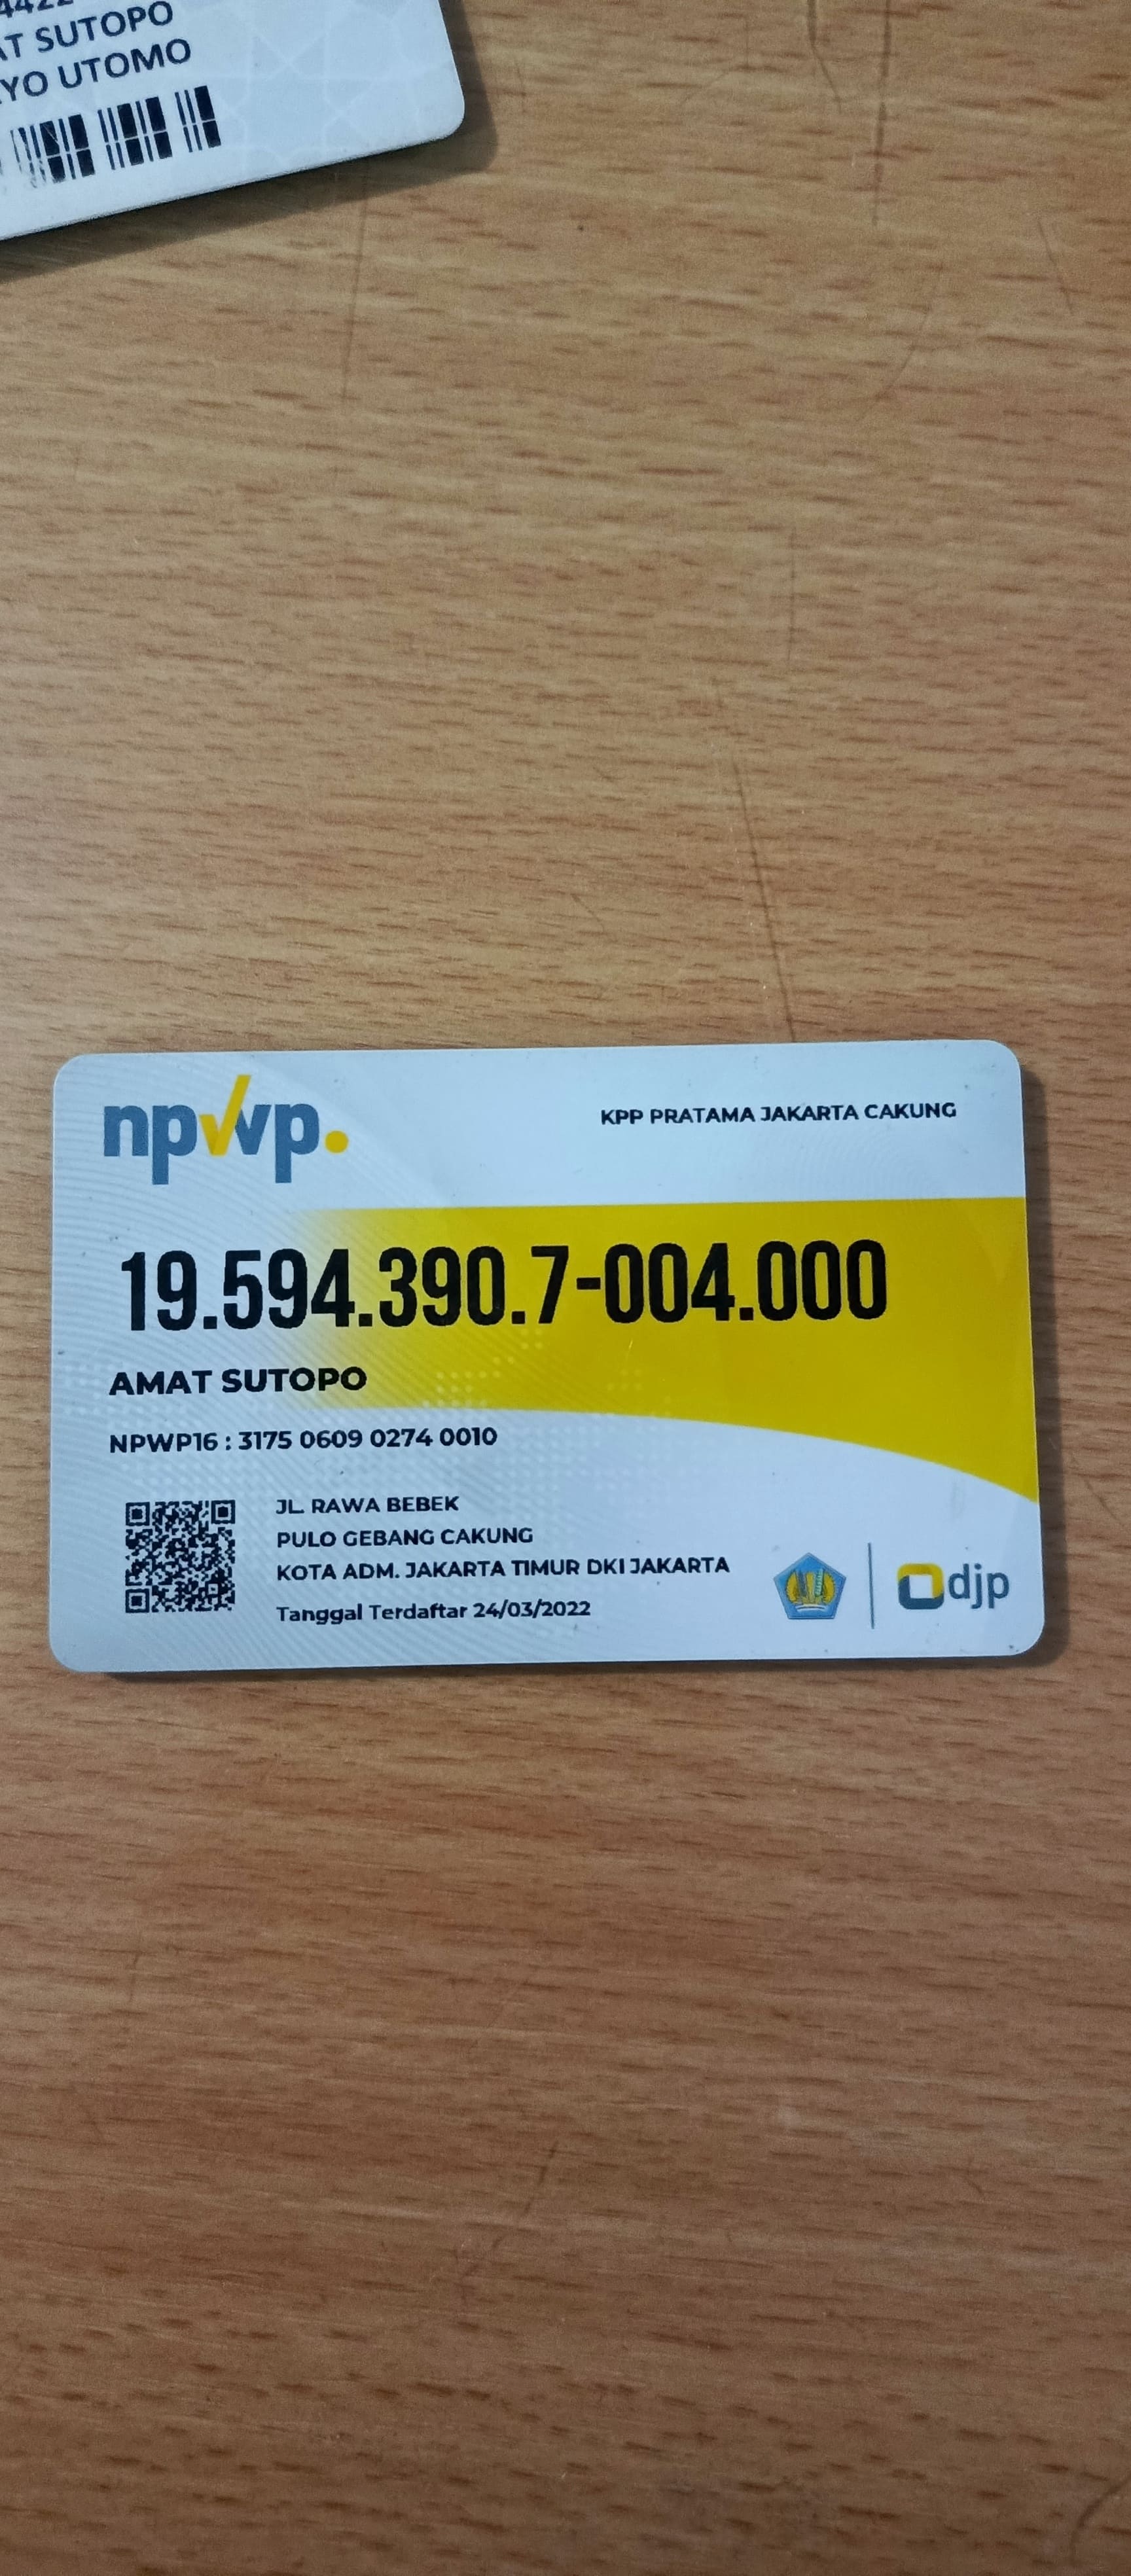 AT SUTOPO
YO UTOMO
npwp.
KPP PRATAMA JAKARTA CAKUNG
19.594.390.7-004.000
AMAT SUTOPO
NPWP16 : 3175 0609 0274 0010
JL. RAWA BEBEK
PULO GEBANG CAKUNG
KOTA ADM. JAKARTA TIMUR DKI JAKARTA
Tanggal Terdaftar 24/03/2022
djp